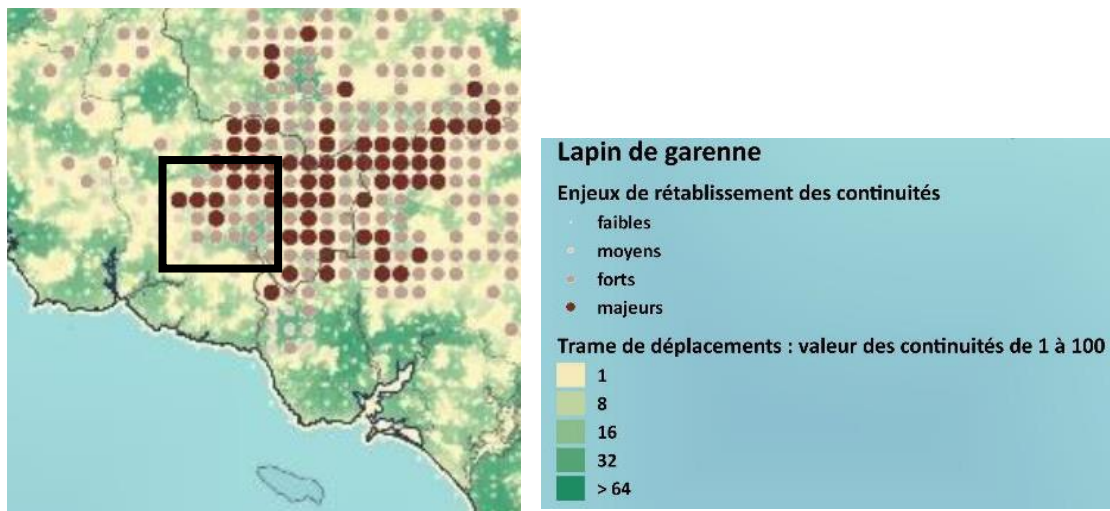 Lapin de garenne
Enjeux de rétablissement des continuités
faibles
moyens
forts
majeurs
Trame de déplacements : valeur des continuités de 1 à 100
1
8
16
32
> 64